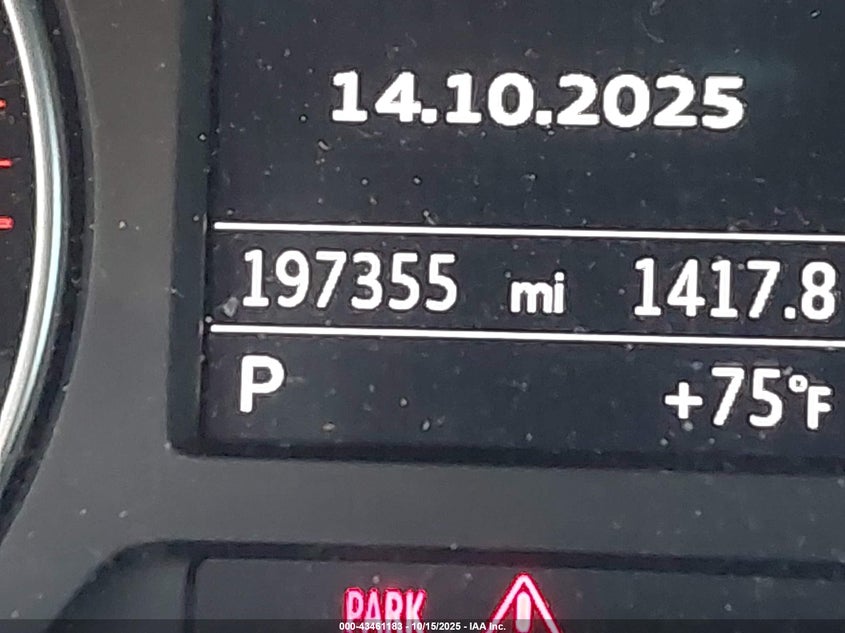 14.10.2025
197355 mi 1417.8
P +75°F
PARK
000-43461183 - 10/15/2025 - IAA Inc.